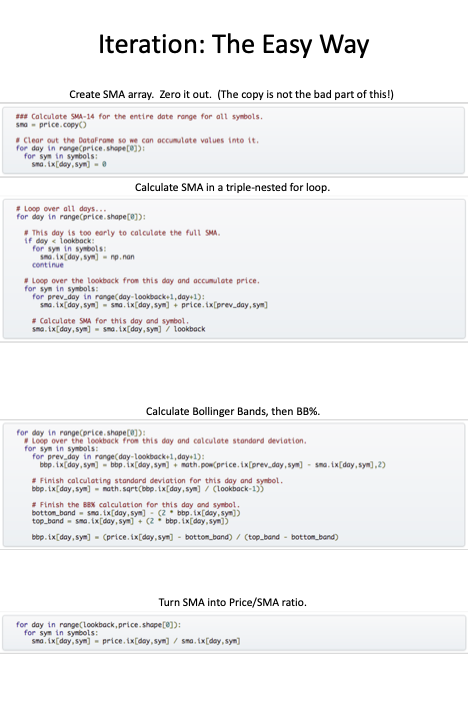 Iteration: The Easy Way
Create SMA array.  Zero it out.  (The copy is not the bad part of this!)
### Calculate SMA-14 for the entire date range for all symbols.
sma = price.copy()
# Clear out the DataFrame so we can accumulate values into it.
for day in range(price.shape[0]):
  for sym in symbols:
    sma.ix[day,sym] = 0
Calculate SMA in a triple-nested for loop.
# Loop over all days...
for day in range(price.shape[0]):
  # This day is too early to calculate the full SMA.
  if day < lookback:
    for sym in symbols:
      sma.ix[day,sym] = np.nan
    continue
  # Loop over the lookback from this day and accumulate price.
  for sym in symbols:
    for prev_day in range(day-lookback+1,day+1):
      sma.ix[day,sym] = sma.ix[day,sym] + price.ix[prev_day,sym]
    # Calculate SMA for this day and symbol.
    sma.ix[day,sym] = sma.ix[day,sym] / lookback
Calculate Bollinger Bands, then BB%.
for day in range(price.shape[0]):
  # Loop over the lookback from this day and calculate standard deviation.
  for sym in symbols:
    for prev_day in range(day-lookback+1,day+1):
      bbp.ix[day,sym] = bbp.ix[day,sym] + math.pow(price.ix[prev_day,sym] - sma.ix[day,sym],2)
    # Finish calculating standard deviation for this day and symbol.
    bbp.ix[day,sym] = math.sqrt(bbp.ix[day,sym] / (lookback-1))
    # Finish the BB% calculation for this day and symbol.
    bottom_band = sma.ix[day,sym] - (2 * bbp.ix[day,sym])
    top_band = sma.ix[day,sym] + (2 * bbp.ix[day,sym])
    bbp.ix[day,sym] = (price.ix[day,sym] - bottom_band) / (top_band - bottom_band)
Turn SMA into Price/SMA ratio.
for day in range(lookback,price.shape[0]):
  for sym in symbols:
    sma.ix[day,sym] = price.ix[day,sym] / sma.ix[day,sym]